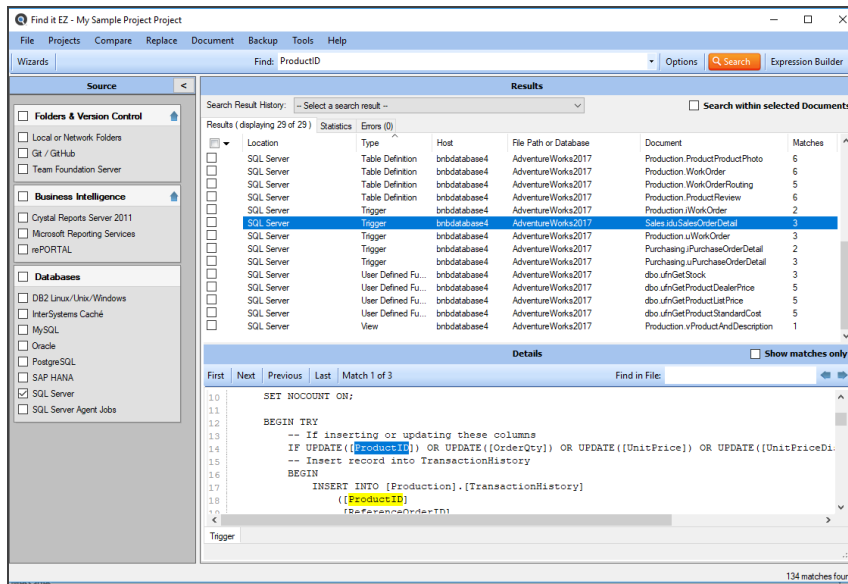 Find it EZ - My Sample Project Project
File Projects Compare Replace Document Backup Tools Help
Wizards Find: ProductID Options Search Expression Builder
Source <
Folders & Version Control
Local or Network Folders
Git / GitHub
Team Foundation Server
Business Intelligence
Crystal Reports Server 2011
Microsoft Reporting Services
rePORTAL
Databases
DB2 Linux/Unix/Windows
InterSystems Caché
MySQL
Oracle
PostgreSQL
SAP HANA
SQL Server
SQL Server Agent Jobs
Results
Search Result History: -- Select a search result -- Search within selected Documents
Results ( displaying 29 of 29 ) Statistics Errors (0)
Location Type Host File Path or Database Document Matches
SQL Server Table Definition bnbdatabase4 AdventureWorks2017 Production.ProductProductPhoto 6
SQL Server Table Definition bnbdatabase4 AdventureWorks2017 Production.WorkOrder 6
SQL Server Table Definition bnbdatabase4 AdventureWorks2017 Production.WorkOrderRouting 5
SQL Server Table Definition bnbdatabase4 AdventureWorks2017 Production.ProductReview 6
SQL Server Trigger bnbdatabase4 AdventureWorks2017 Production.iWorkOrder 2
SQL Server Trigger bnbdatabase4 AdventureWorks2017 Sales.iduSalesOrderDetail 3
SQL Server Trigger bnbdatabase4 AdventureWorks2017 Production.uWorkOrder 3
SQL Server Trigger bnbdatabase4 AdventureWorks2017 Purchasing.iPurchaseOrderDetail 2
SQL Server Trigger bnbdatabase4 AdventureWorks2017 Purchasing.uPurchaseOrderDetail 3
SQL Server User Defined Fu... bnbdatabase4 AdventureWorks2017 dbo.ufnGetStock 3
SQL Server User Defined Fu... bnbdatabase4 AdventureWorks2017 dbo.ufnGetProductDealerPrice 5
SQL Server User Defined Fu... bnbdatabase4 AdventureWorks2017 dbo.ufnGetProductListPrice 5
SQL Server User Defined Fu... bnbdatabase4 AdventureWorks2017 dbo.ufnGetProductStandardCost 5
SQL Server View bnbdatabase4 AdventureWorks2017 Production.vProductAndDescription 1
Details Show matches only
First Next Previous Last Match 1 of 3 Find in File:
10 SET NOCOUNT ON;
11
12 BEGIN TRY
13 -- If inserting or updating these columns
14 IF UPDATE([ProductID]) OR UPDATE([OrderQty]) OR UPDATE([UnitPrice]) OR UPDATE([UnitPriceDi
15 -- Insert record into TransactionHistory
16 BEGIN
17 INSERT INTO [Production].[TransactionHistory]
18 ([ProductID]
19 ,[ReferenceOrderID]
Trigger
134 matches foun